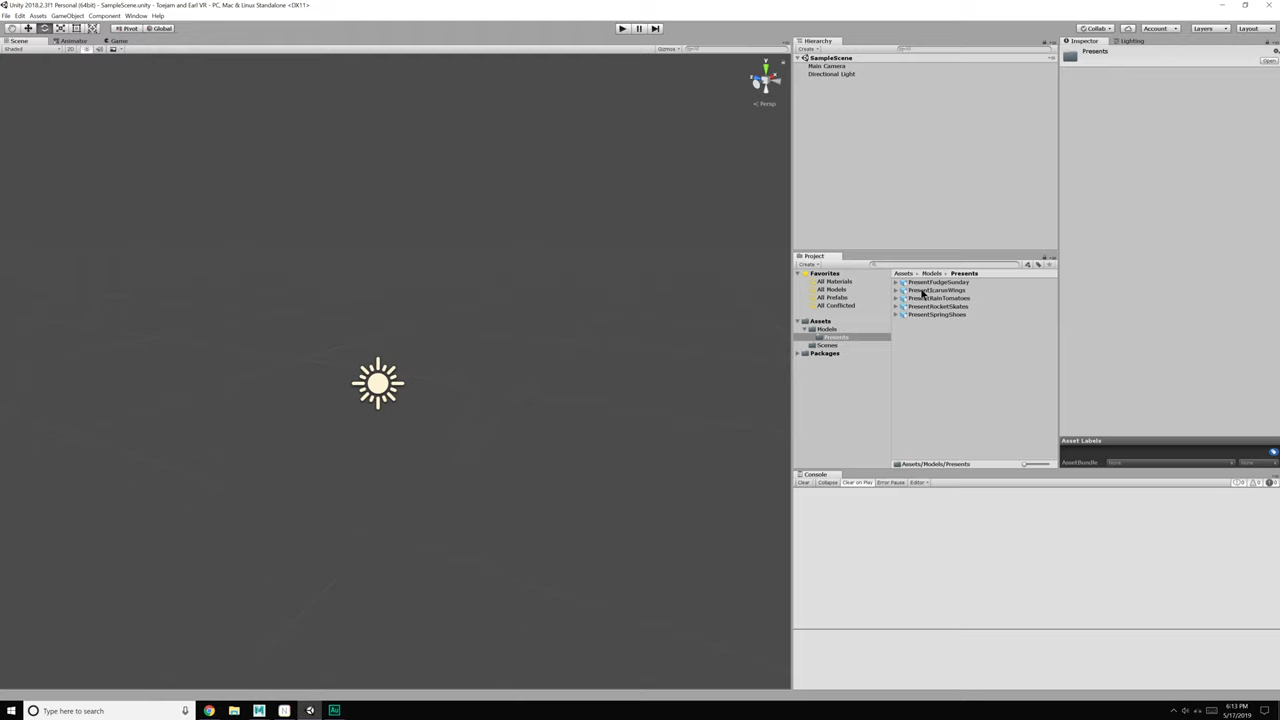 Unity 2018.2.3f1 Personal (64bit) - SampleScene.unity - Toejam and Earl VR - PC, Mac & Linux Standalone <DX11>
File Edit Assets GameObject Component Window Help
Pivot Global Collab Account Layers Layout
Scene Animator Game
Shaded 2D Gizmos
Persp
Hierarchy
Create
SampleScene
Main Camera
Directional Light
Inspector Lighting
Presents
Open
Project
Create
Favorites
All Materials
All Models
All Prefabs
All Conflicted
Assets
Models
Presents
Scenes
Packages
Assets Models Presents
PresentFudgeSunday
PresentIcarusWings
PresentRainTomatoes
PresentRocketSkates
PresentSpringShoes
Assets/Models/Presents
Asset Labels
AssetBundle None None
Console
Clear Collapse Clear on Play Error Pause Editor
0 0 0
Type here to search
6:13 PM
5/17/2019